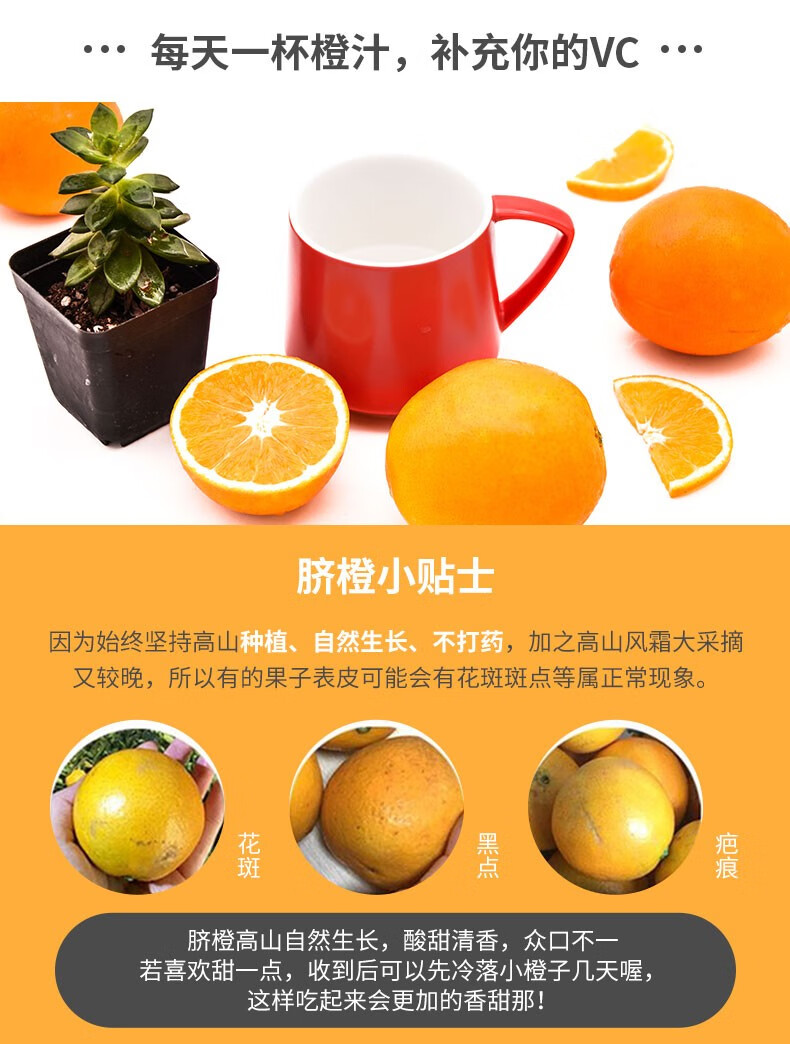 ··· 每天一杯橙汁，补充你的VC ···
脐橙小贴士
因为始终坚持高山种植、自然生长、不打药，加之高山风霜大采摘
又较晚，所以有的果子表皮可能会有花斑斑点等属正常现象。
花斑
黑点
疤痕
脐橙高山自然生长，酸甜清香，众口不一
若喜欢甜一点，收到后可以先冷落小橙子几天喔，
这样吃起来会更加的香甜那！